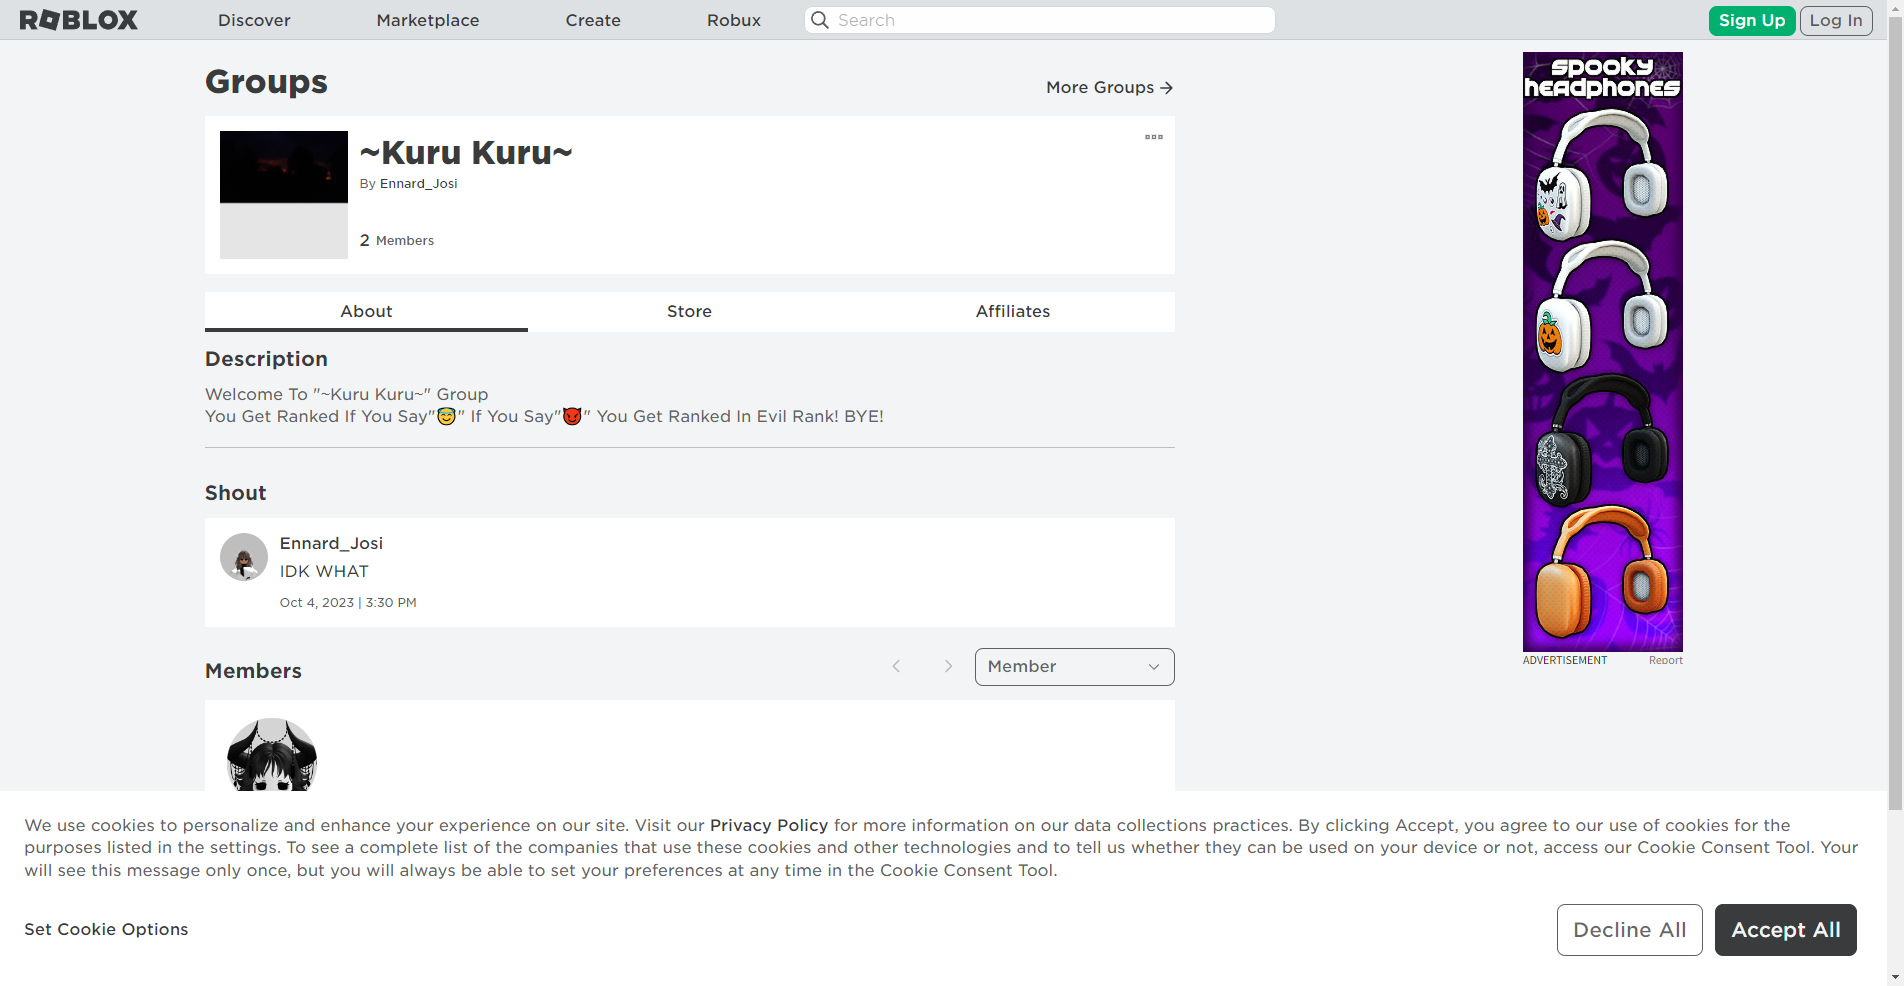 ROBLOX
Discover
Marketplace
Create
Robux
Search
Sign Up
Log In
Groups
More Groups
~Kuru Kuru~
By Ennard_Josi
2 Members
About
Store
Affiliates
Description
Welcome To "~Kuru Kuru~" Group
You Get Ranked If You Say"😇" If You Say"😈" You Get Ranked In Evil Rank! BYE!
Shout
Ennard_Josi
IDK WHAT
Oct 4, 2023 | 3:30 PM
Members
Member
spooky
headphones
ADVERTISEMENT
Report
We use cookies to personalize and enhance your experience on our site. Visit our Privacy Policy for more information on our data collections practices. By clicking Accept, you agree to our use of cookies for the
purposes listed in the settings. To see a complete list of the companies that use these cookies and other technologies and to tell us whether they can be used on your device or not, access our Cookie Consent Tool. Your
will see this message only once, but you will always be able to set your preferences at any time in the Cookie Consent Tool.
Set Cookie Options
Decline All
Accept All